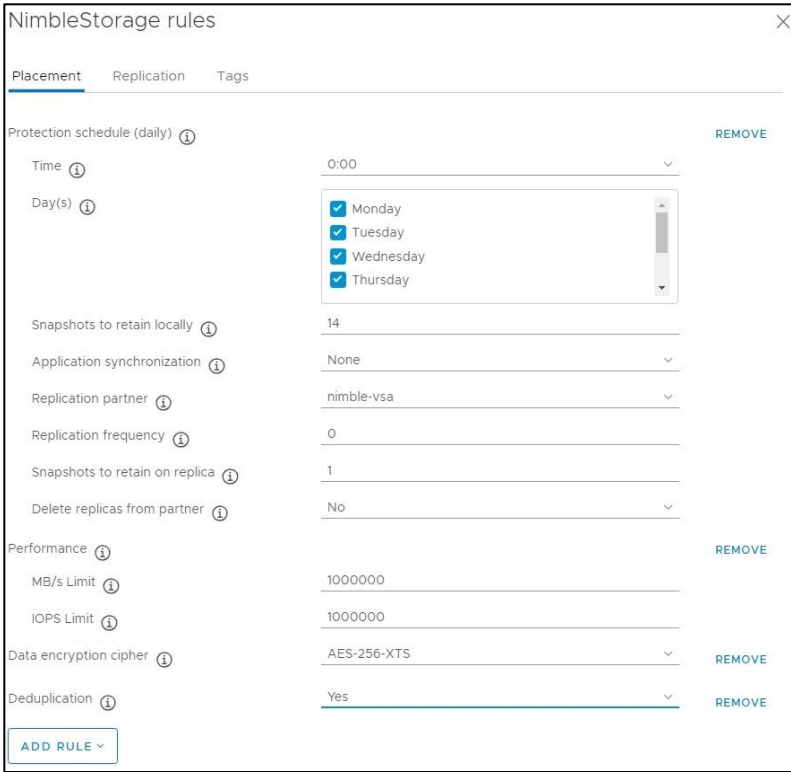 NimbleStorage rules
Placement Replication Tags
Protection schedule (daily) REMOVE
Time 0:00
Day(s)
Monday
Tuesday
Wednesday
Thursday
Snapshots to retain locally 14
Application synchronization None
Replication partner nimble-vsa
Replication frequency 0
Snapshots to retain on replica 1
Delete replicas from partner No
Performance REMOVE
MB/s Limit 1000000
IOPS Limit 1000000
Data encryption cipher AES-256-XTS REMOVE
Deduplication Yes REMOVE
ADD RULE